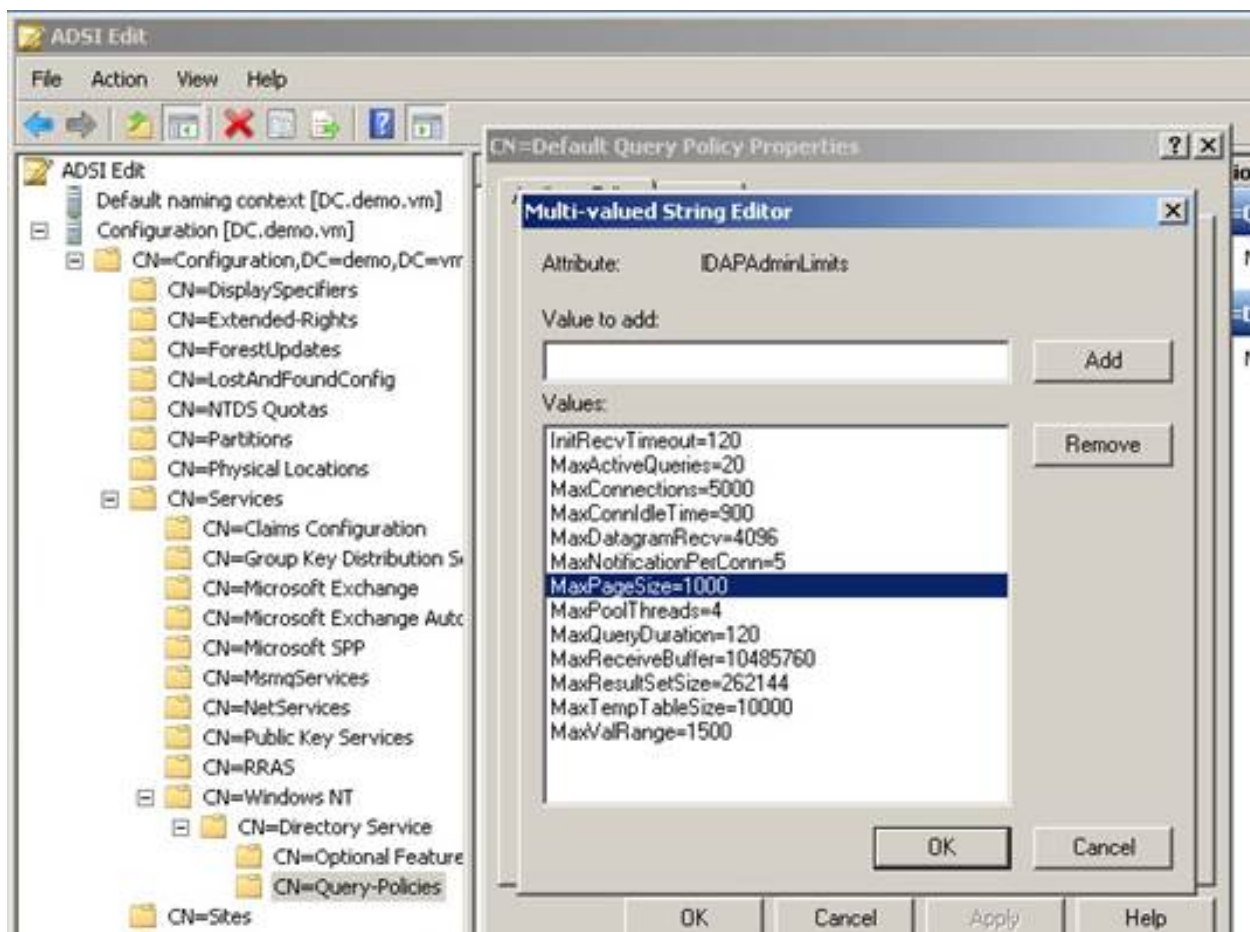 ADSI Edit
File Action View Help
ADSI Edit
Default naming context [DC.demo.vm]
Configuration [DC.demo.vm]
CN=Configuration,DC=demo,DC=vm
CN=DisplaySpecifiers
CN=Extended-Rights
CN=ForestUpdates
CN=LostAndFoundConfig
CN=NTDS Quotas
CN=Partitions
CN=Physical Locations
CN=Services
CN=Claims Configuration
CN=Group Key Distribution
CN=Microsoft Exchange
CN=Microsoft Exchange Auto
CN=Microsoft SPP
CN=MsmqServices
CN=NetServices
CN=Public Key Services
CN=RRAS
CN=Windows NT
CN=Directory Service
CN=Optional Feature
CN=Query-Policies
CN=Sites
CN=Default Query Policy Properties
Multi-valued String Editor
Attribute: lDAPAdminLimits
Value to add:
Add
Values:
InitRecvTimeout=120
MaxActiveQueries=20
MaxConnections=5000
MaxConnIdleTime=900
MaxDatagramRecv=4096
MaxNotificationPerConn=5
MaxPageSize=1000
MaxPoolThreads=4
MaxQueryDuration=120
MaxReceiveBuffer=10485760
MaxResultSetSize=262144
MaxTempTableSize=10000
MaxValRange=1500
Remove
OK Cancel
OK Cancel Apply Help